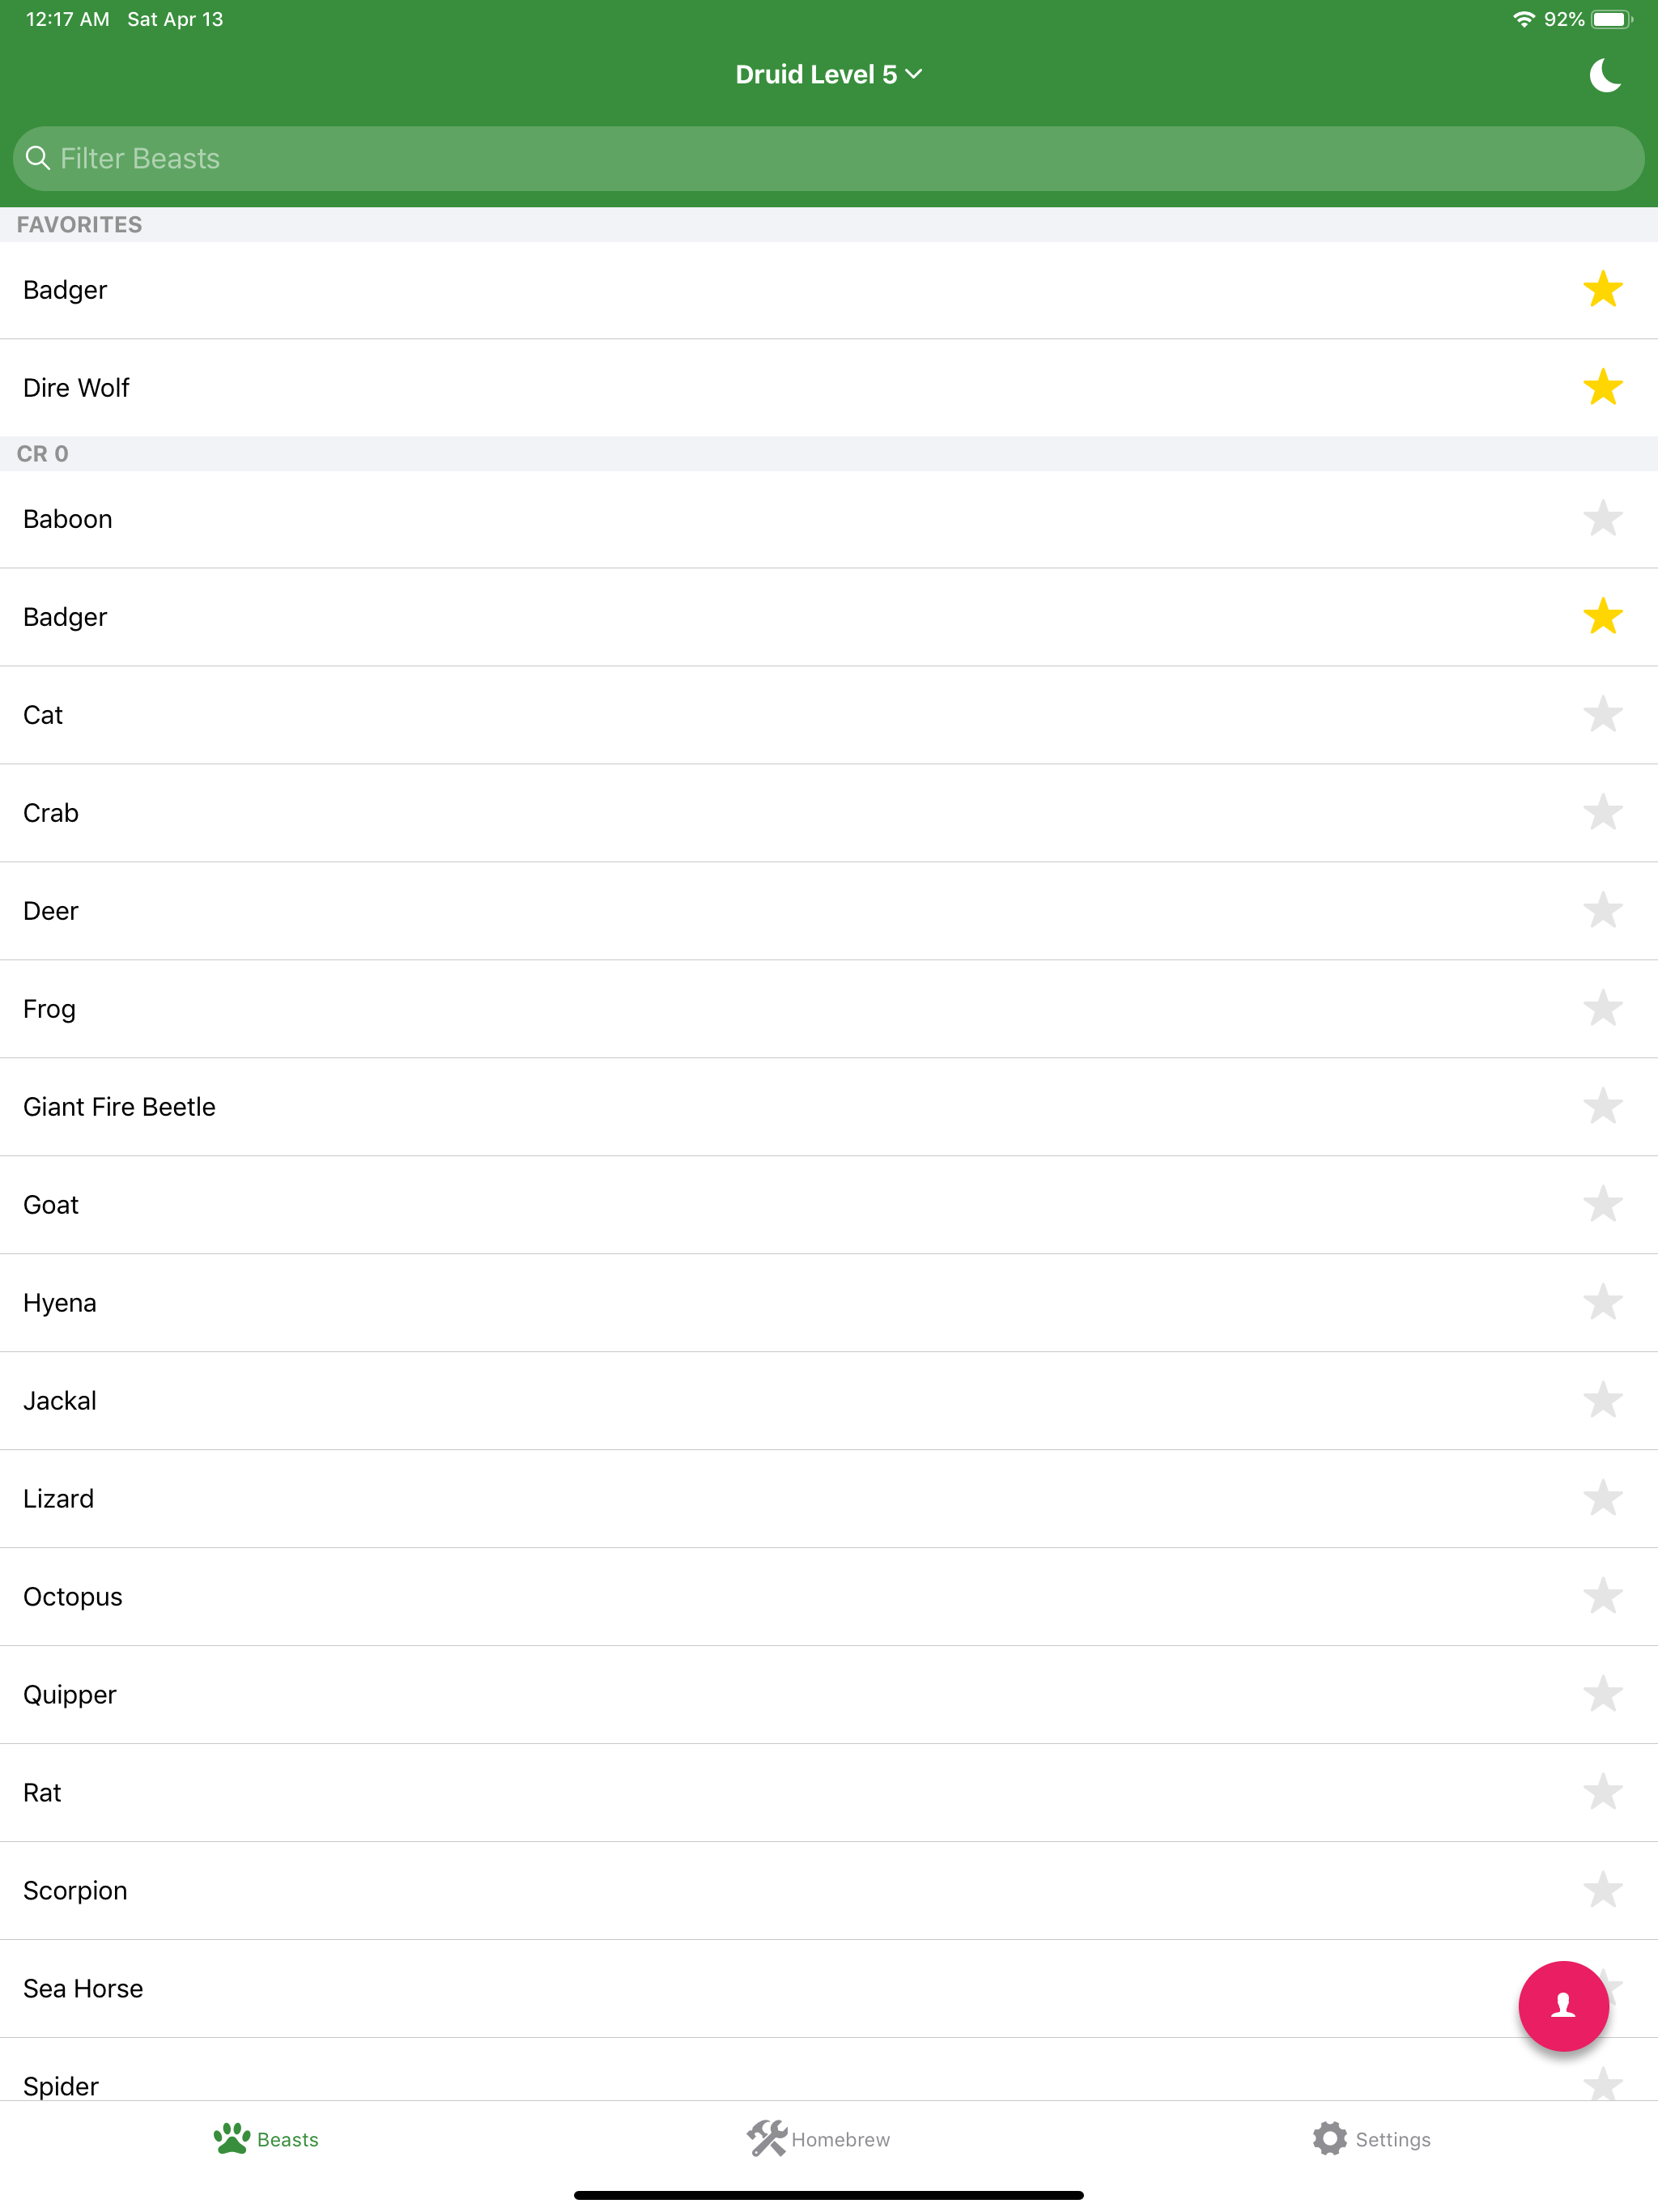 12:17 AM Sat Apr 13 92%
Druid Level 5
Filter Beasts
FAVORITES
Badger
Dire Wolf
CR 0
Baboon
Badger
Cat
Crab
Deer
Frog
Giant Fire Beetle
Goat
Hyena
Jackal
Lizard
Octopus
Quipper
Rat
Scorpion
Sea Horse
Spider
Beasts Homebrew Settings